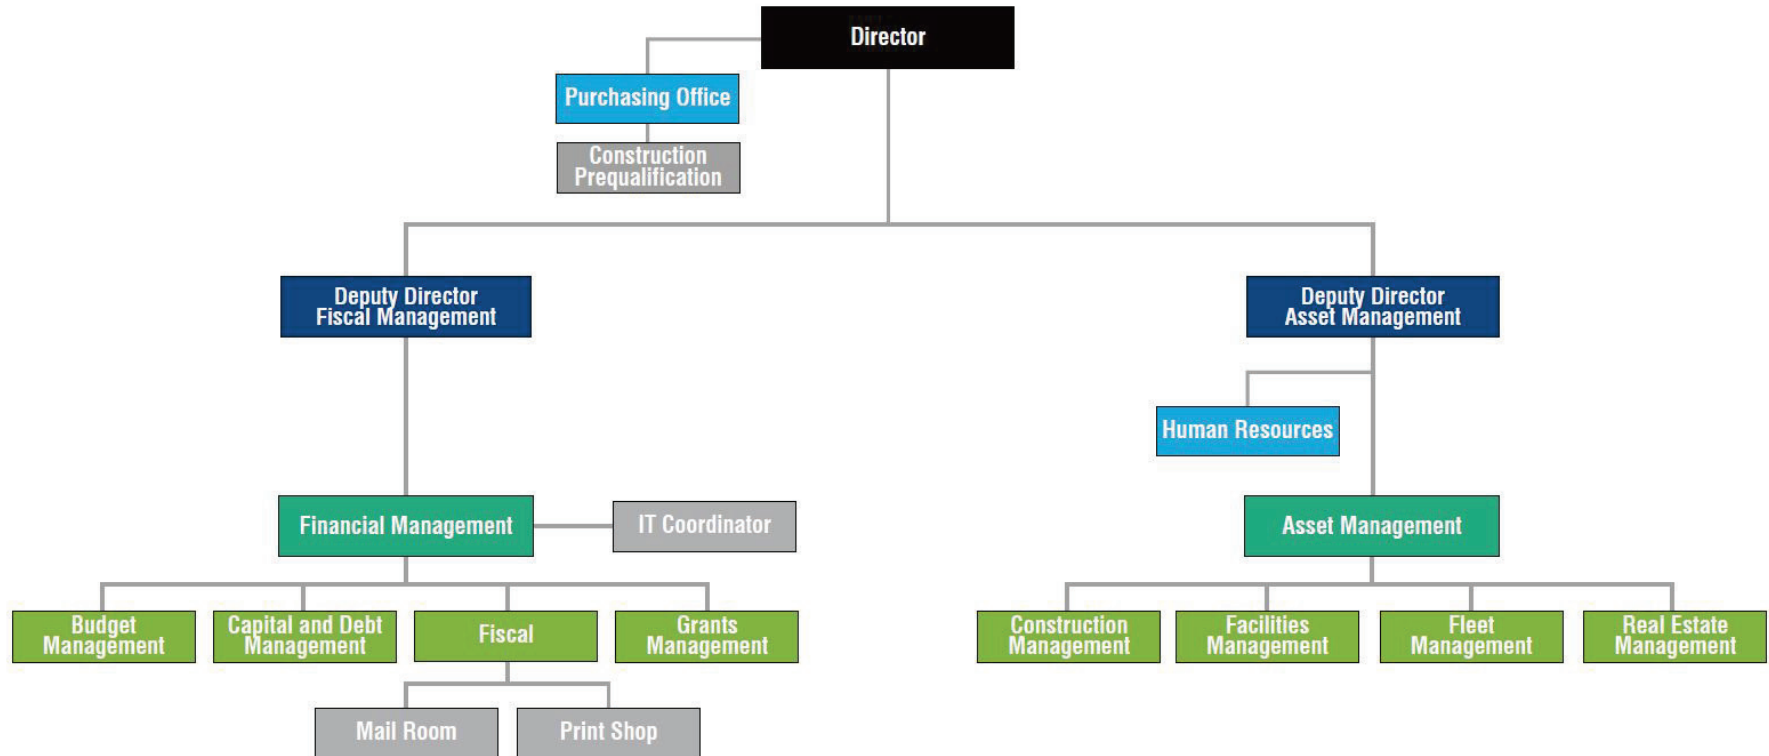 Director
Purchasing Office
Construction
Prequalification
Deputy Director
Fiscal Management
Deputy Director
Asset Management
Human Resources
Financial Management
IT Coordinator
Asset Management
Budget
Management
Capital and Debt
Management
Fiscal
Grants
Management
Construction
Management
Facilities
Management
Fleet
Management
Real Estate
Management
Mail Room
Print Shop